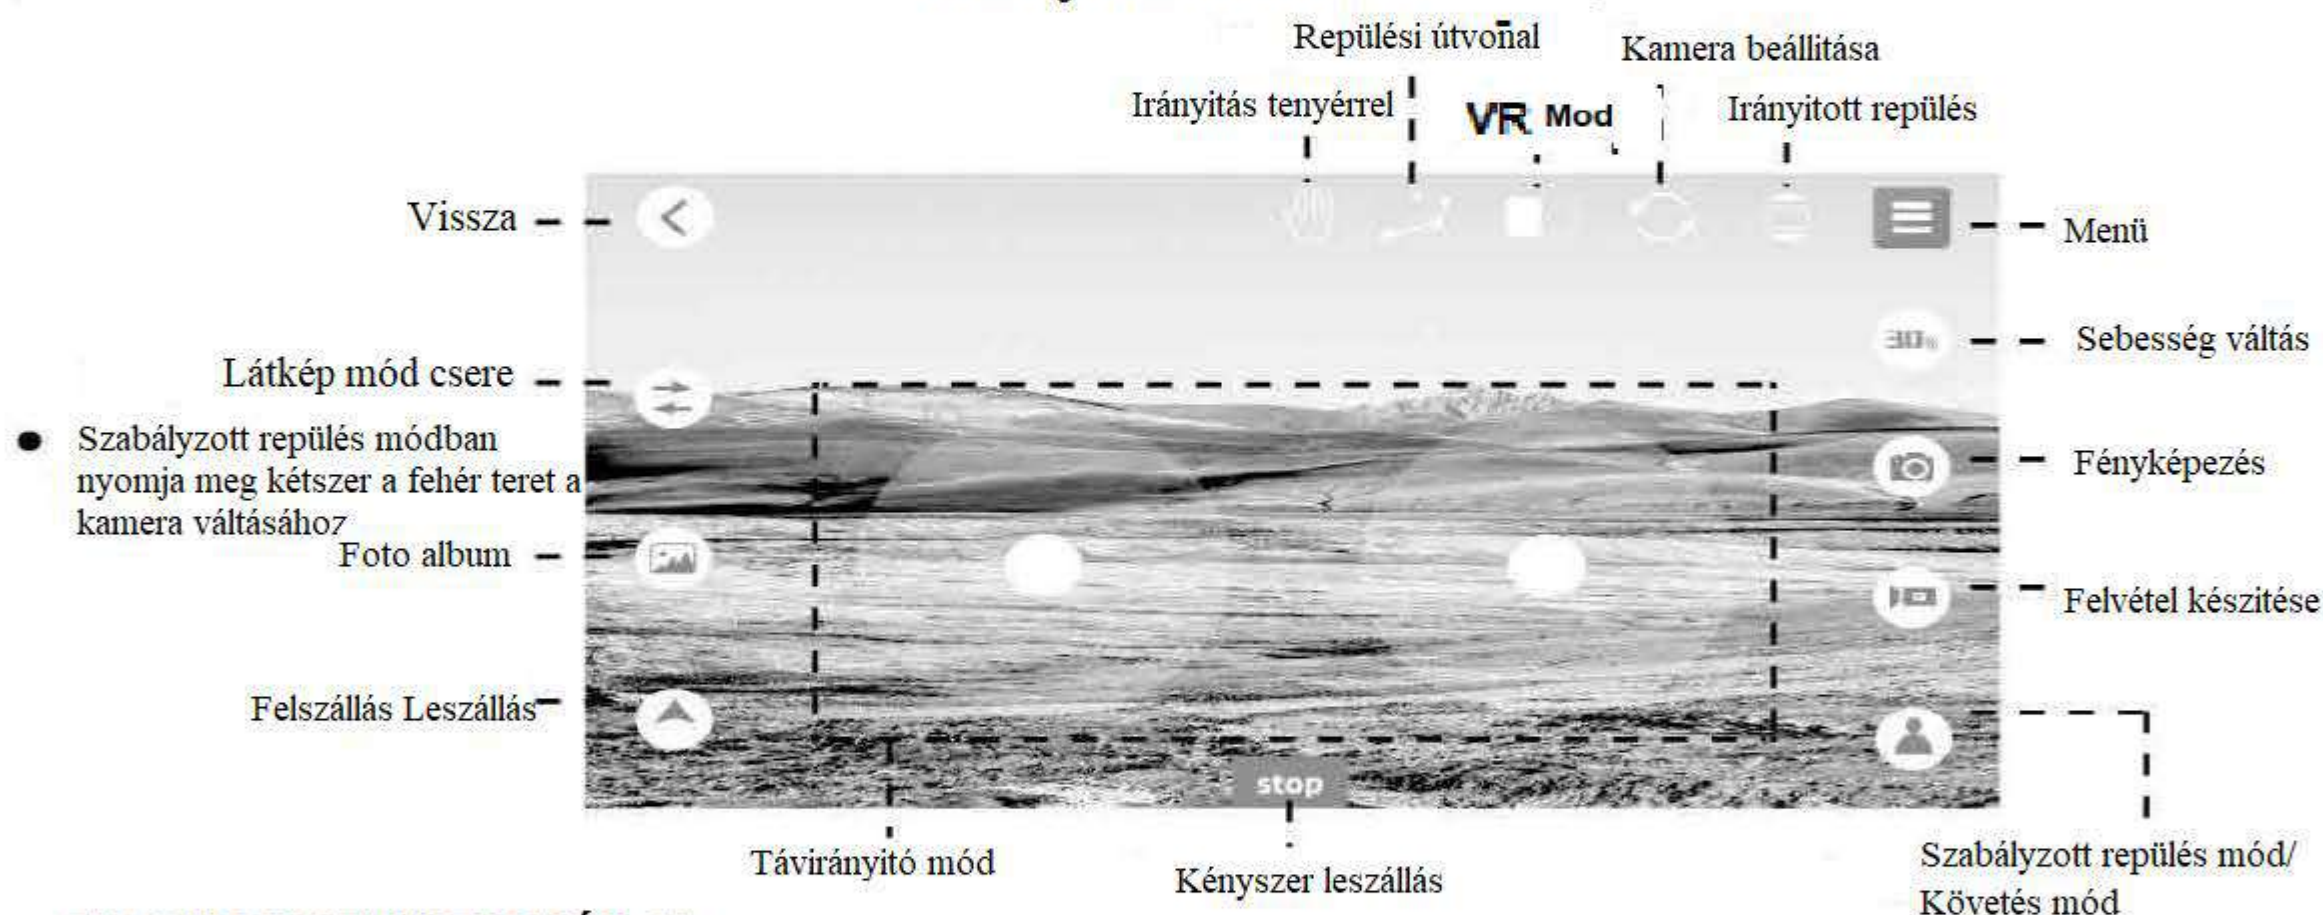 Repülési útvonal
Kamera beállitása
Irányitás tenyérrel
VR Mod
Irányitott repülés
Vissza
Menü
Sebesség váltás
Látkép mód csere
Szabályzott repülés módban
nyomja meg kétszer a fehér teret a
kamera váltásához
Fényképezés
Foto album
Felvétel készitése
Felszállás Leszállás
stop
Távirányitó mód
Kényszer leszállás
Szabályzott repülés mód/
Követés mód